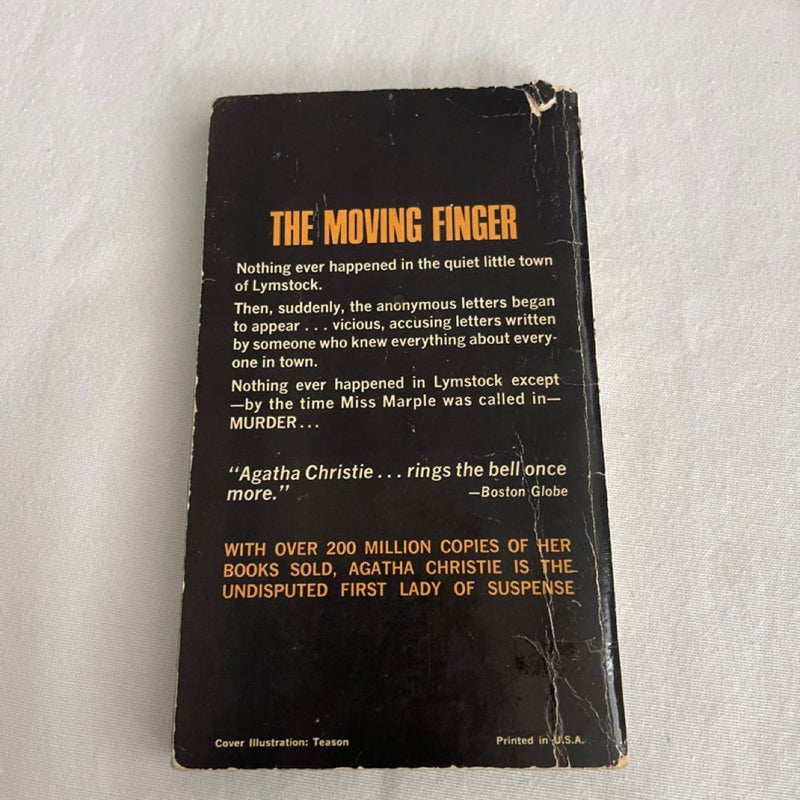 THE MOVING FINGER
Nothing ever happened in the quiet little town
of Lymstock.
Then, suddenly, the anonymous letters began
to appear . . . vicious, accusing letters written
by someone who knew everything about every-
one in town.
Nothing ever happened in Lymstock except
—by the time Miss Marple was called in—
MURDER . . .
“Agatha Christie . . . rings the bell once
more.”
—Boston Globe
WITH OVER 200 MILLION COPIES OF HER
BOOKS SOLD, AGATHA CHRISTIE IS THE
UNDISPUTED FIRST LADY OF SUSPENSE
Cover Illustration: Teason
Printed in U.S.A.